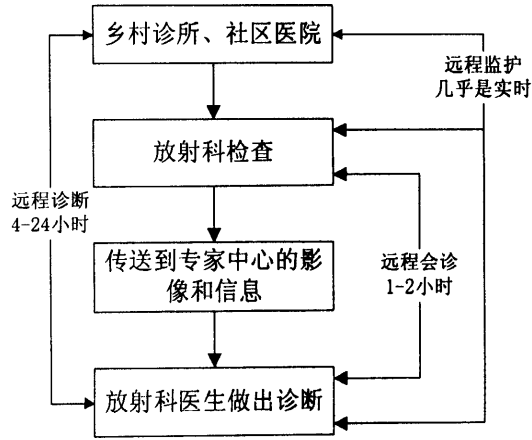 乡村诊所、社区医院
远程监护
几乎是实时
放射科检查
远程诊断
4-24小时
传送到专家中心的影
像和信息
远程会诊
1-2小时
放射科医生做出诊断